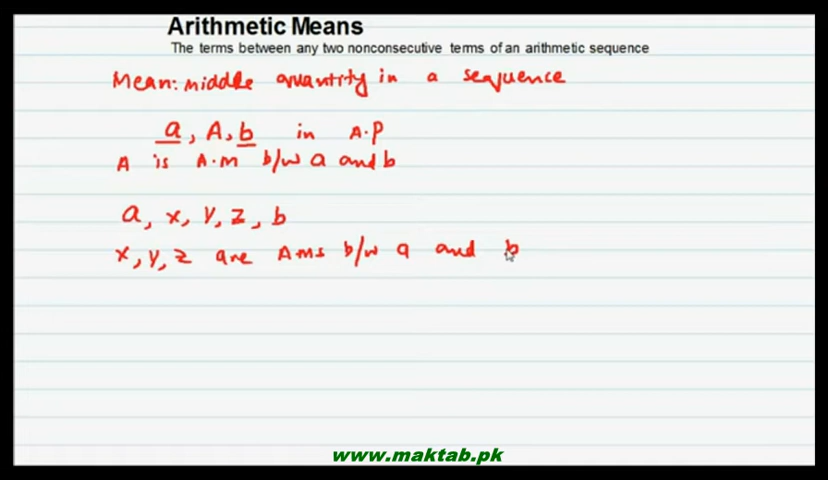 Arithmetic Means
The terms between any two nonconsecutive terms of an arithmetic sequence
Mean: middle quantity in a sequence
a, A, b in A.P
A is A.M b/w a and b
a, x, y, z, b
x, y, z are AMs b/w a and b
www.maktab.pk